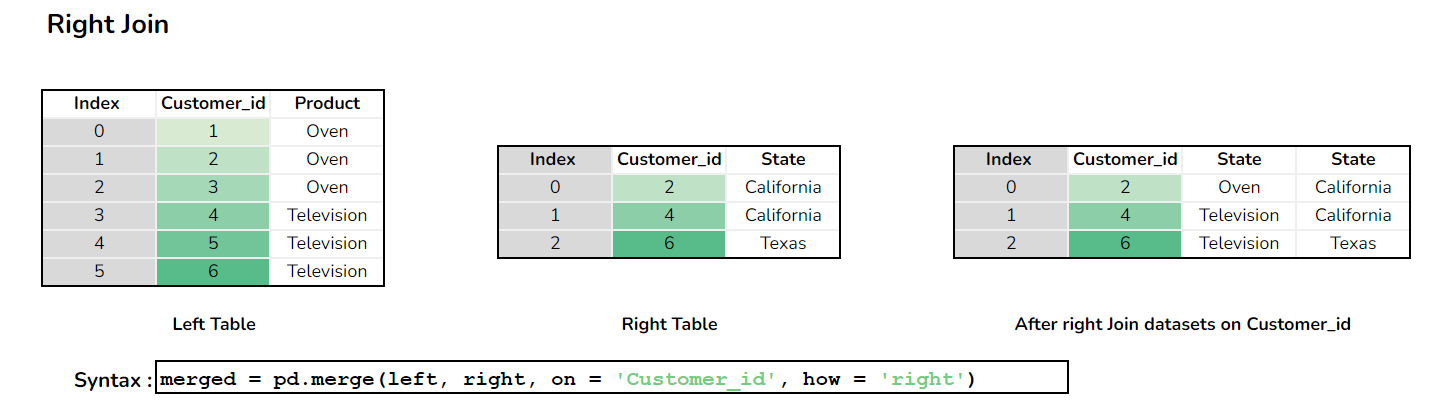 Right Join
Index Customer_id Product
0 1 Oven
1 2 Oven
2 3 Oven
3 4 Television
4 5 Television
5 6 Television
Left Table
Index Customer_id State
0 2 California
1 4 California
2 6 Texas
Right Table
Index Customer_id State State
0 2 Oven California
1 4 Television California
2 6 Television Texas
After right Join datasets on Customer_id
Syntax : merged = pd.merge(left, right, on = 'Customer_id', how = 'right')